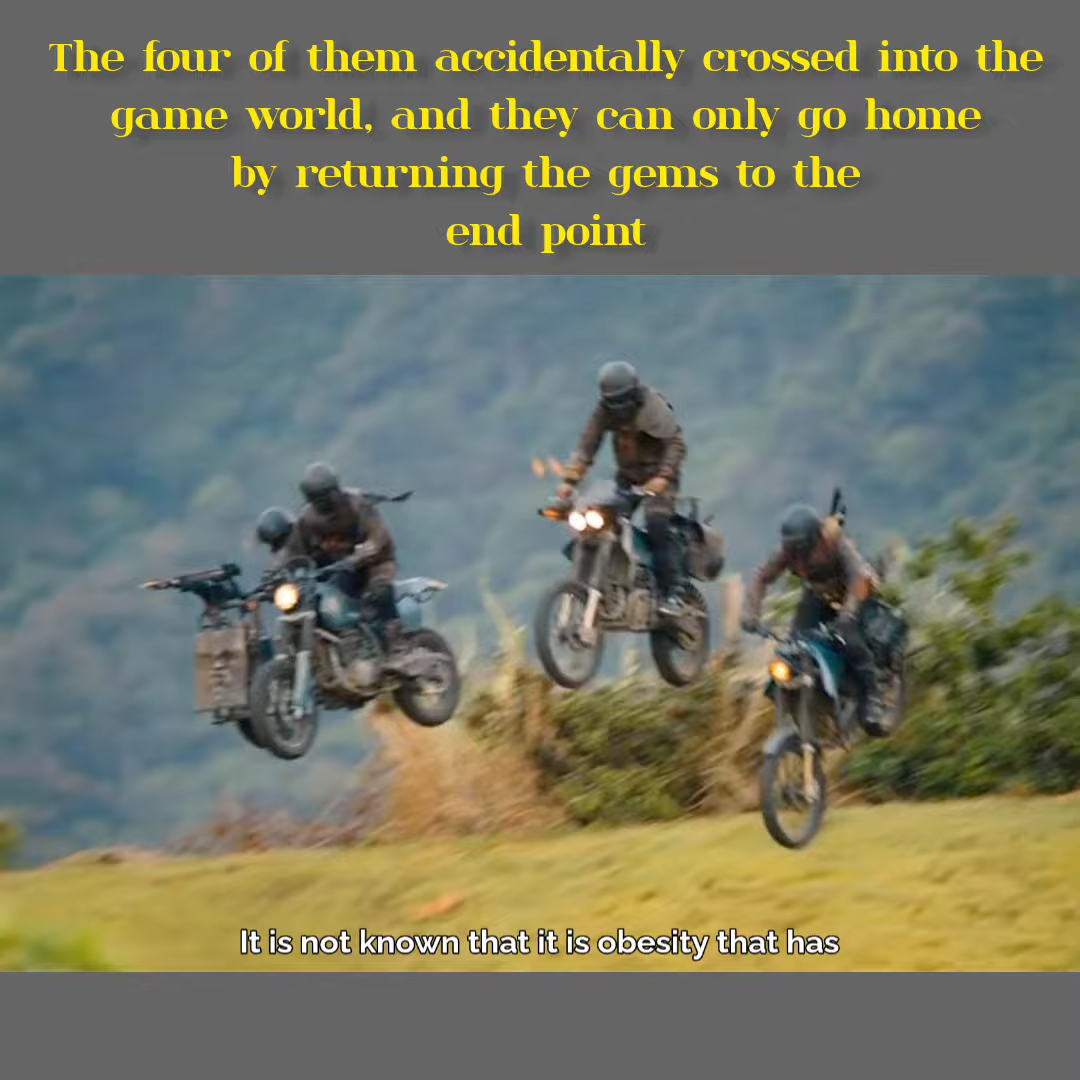 The four of them accidentally crossed into the
game world, and they can only go home
by returning the gems to the
end point
It is not known that it is obesity that has